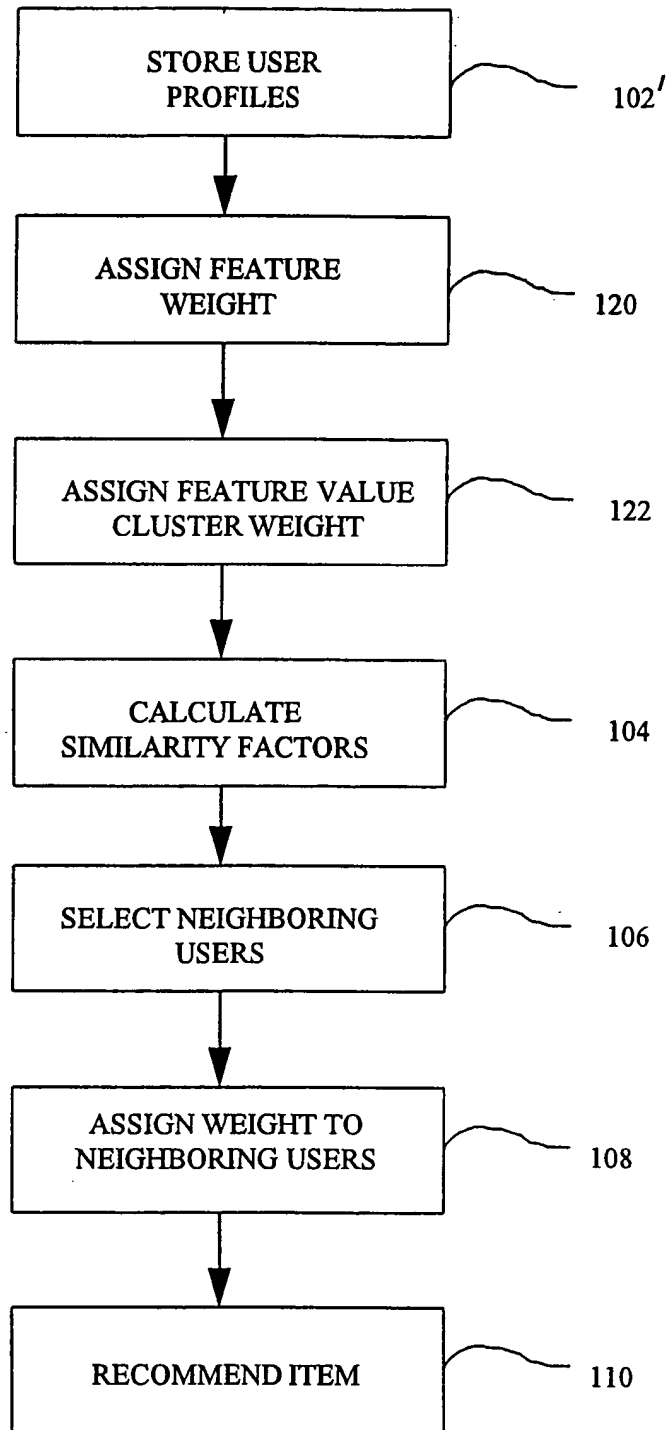 STORE USER
PROFILES
102'
ASSIGN FEATURE
WEIGHT
120
ASSIGN FEATURE VALUE
CLUSTER WEIGHT
122
CALCULATE
SIMILARITY FACTORS
104
SELECT NEIGHBORING
USERS
106
ASSIGN WEIGHT TO
NEIGHBORING USERS
108
RECOMMEND ITEM
110